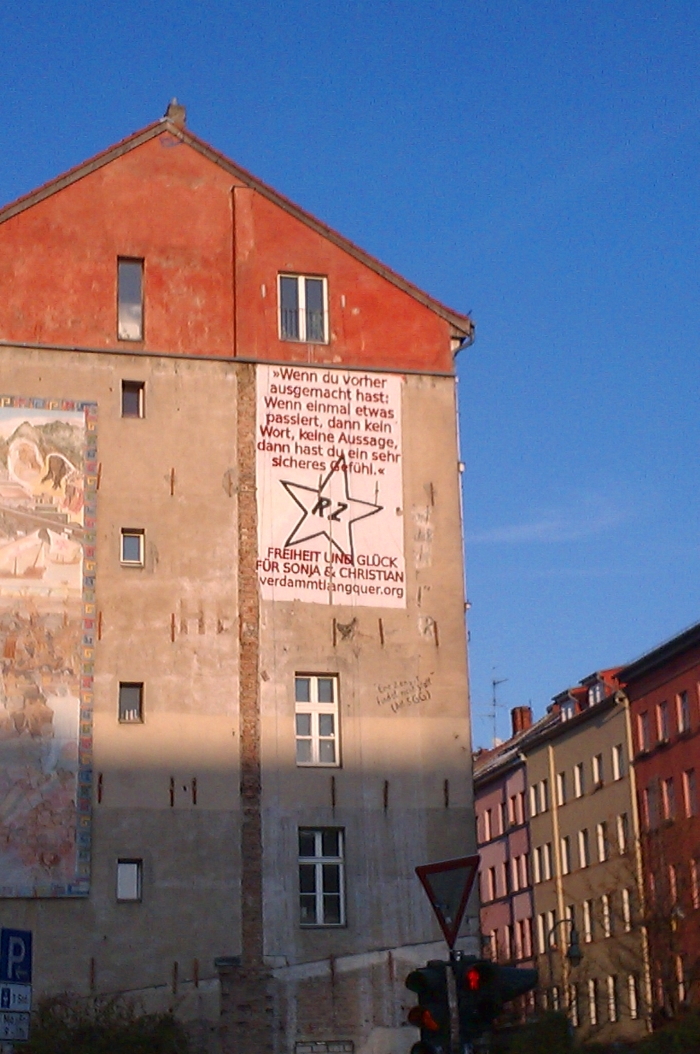 »Wenn du vorher
ausgemacht hast:
Wenn einmal etwas
passiert, dann kein
Wort, keine Aussage,
dann hast du ein sehr
sicheres Gefühl.«
RZ
FREIHEIT UND GLÜCK
FÜR SONJA & CHRISTIAN
verdammtlangquer.org
P